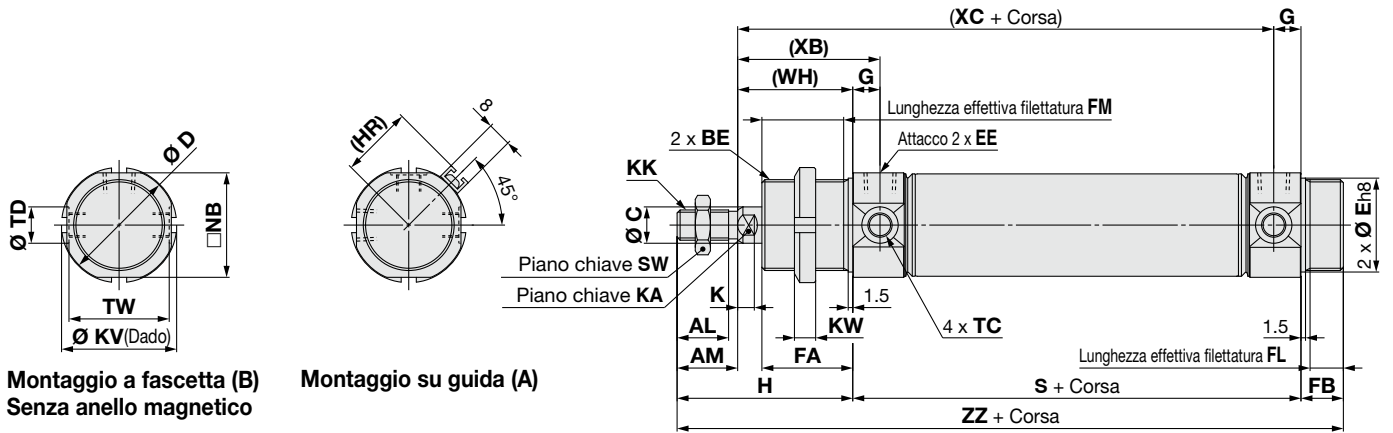 (XC + Corsa)
G
(XB)
(WH)
G
Lunghezza effettiva filettatura FM
2 x BE
Attacco 2 x EE
KK
Ø C
Piano chiave SW
Piano chiave KA
K
AL
AM
H
FA
KW
1.5
4 x TC
1.5
Lunghezza effettiva filettatura FL
S + Corsa
FB
ZZ + Corsa
2 x Ø Eh8
Ø D
Ø TD
□NB
TW
Ø KV(Dado)
Montaggio a fascetta (B)
Senza anello magnetico
(HR)
8
45°
Montaggio su guida (A)